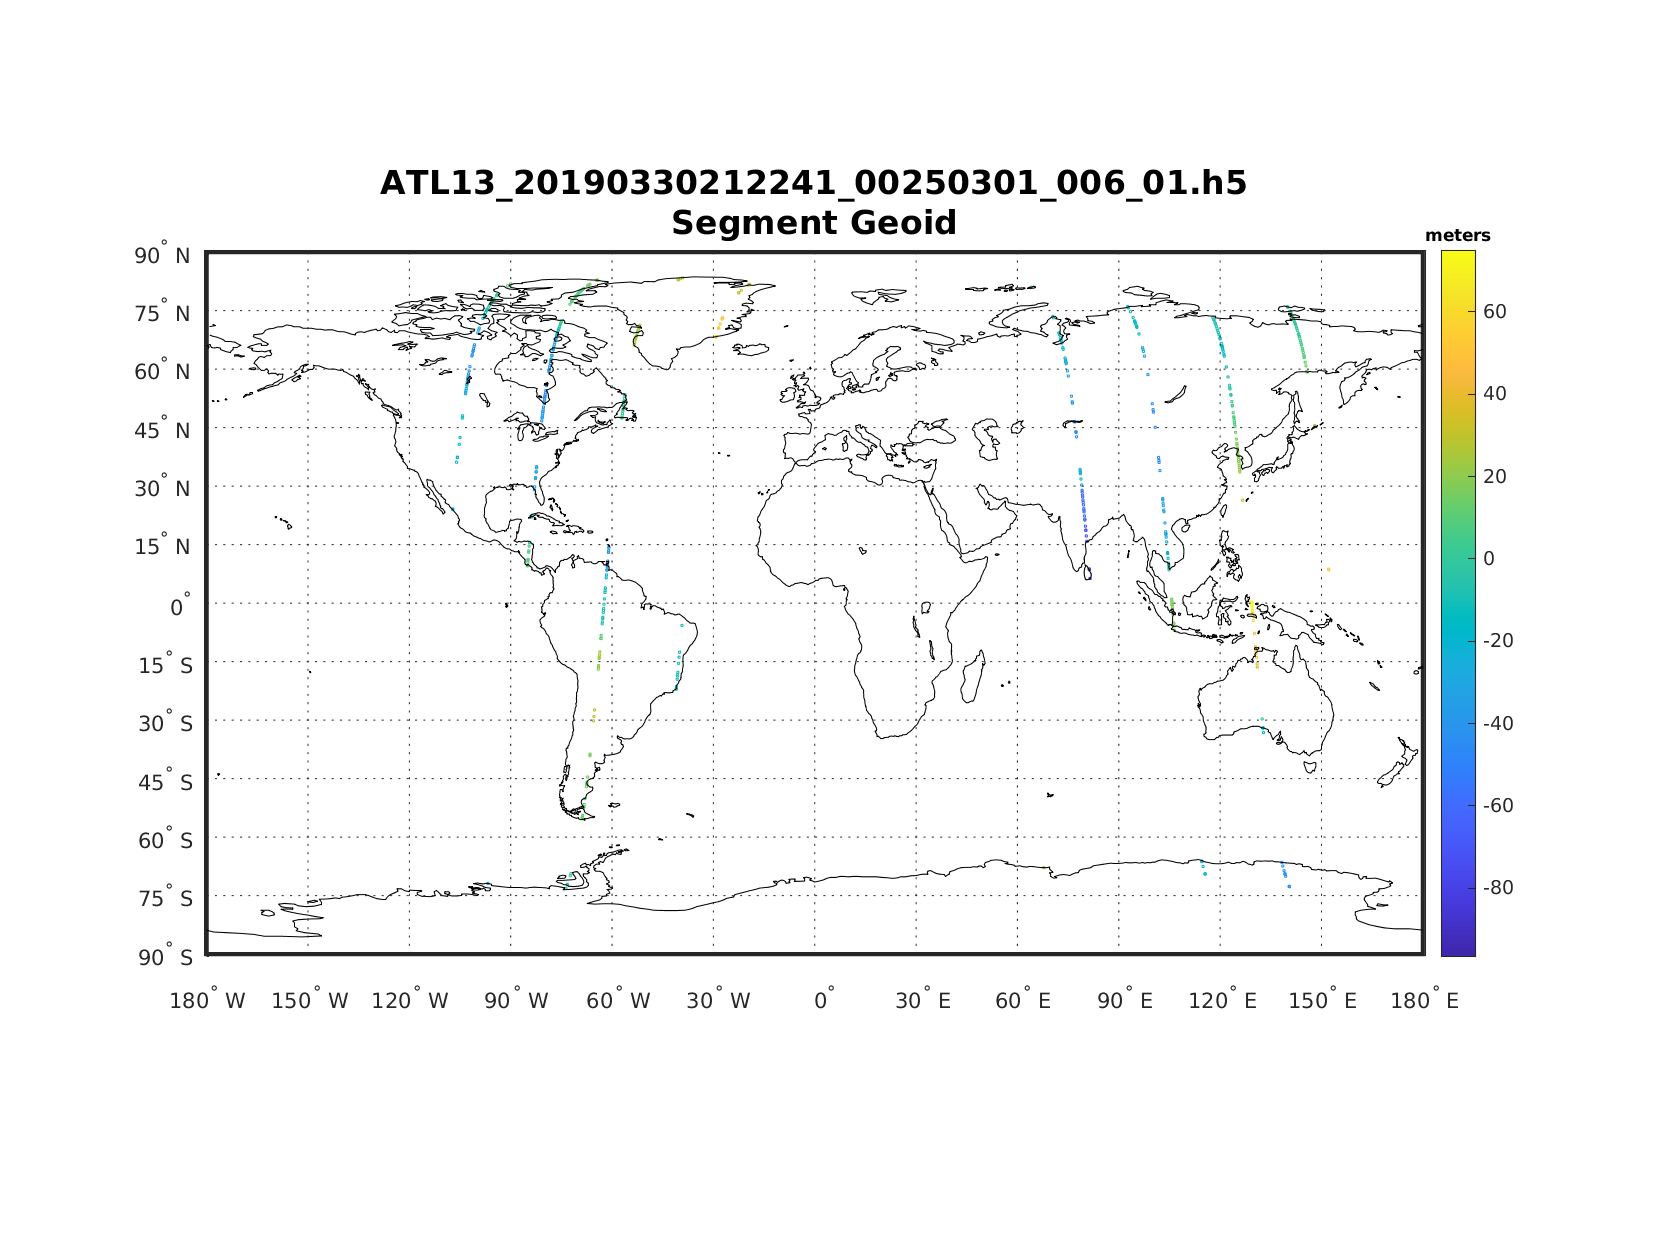 ATL13_20190330212241_00250301_006_01.h5
Segment Geoid
meters
90° N
75° N
60° N
45° N
30° N
15° N
0°
15° S
30° S
45° S
60° S
75° S
90° S
180° W 150° W 120° W 90° W 60° W 30° W 0° 30° E 60° E 90° E 120° E 150° E 180° E
60
40
20
0
-20
-40
-60
-80